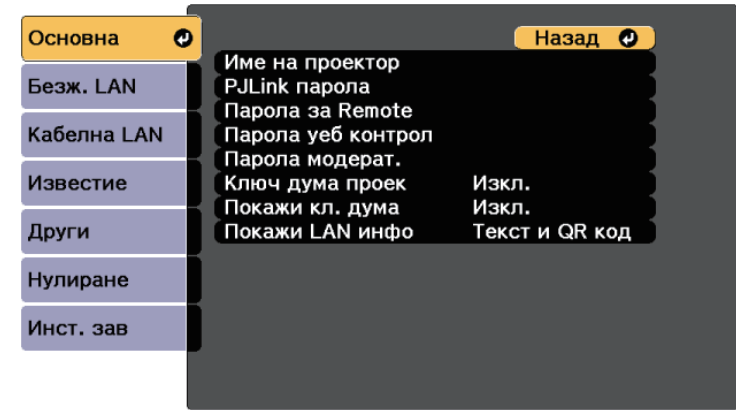 Основна
Безж. LAN
Кабелна LAN
Известие
Други
Нулиране
Инст. зав
Назад
Име на проектор
PJLink парола
Парола за Remote
Парола уеб контрол
Парола модерат.
Ключ дума проек Изкл.
Покажи кл. дума Изкл.
Покажи LAN инфо Текст и QR код